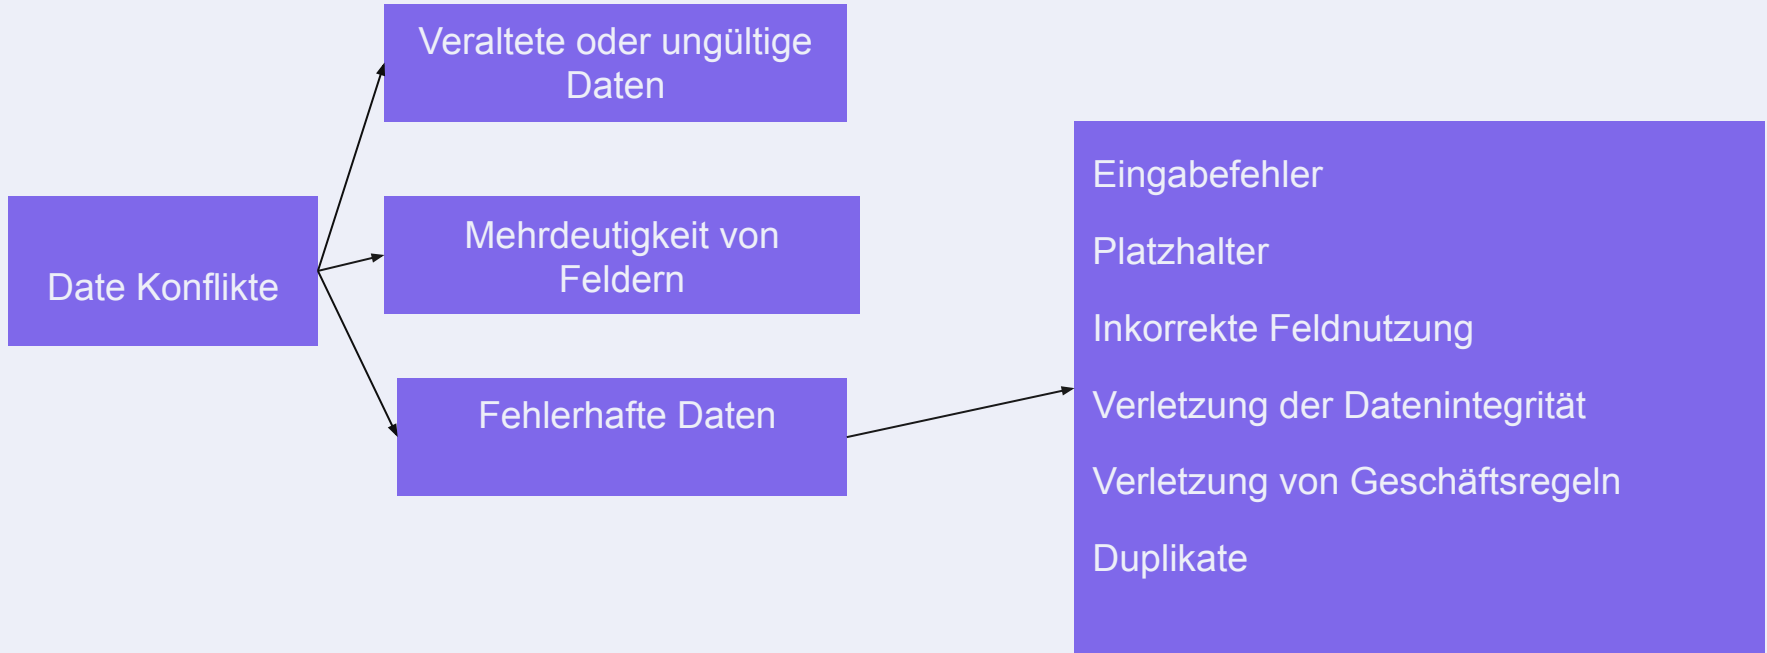 Veraltete oder ungültige
Daten
Date Konflikte
Mehrdeutigkeit von
Feldern
Fehlerhafte Daten
Eingabefehler
Platzhalter
Inkorrekte Feldnutzung
Verletzung der Datenintegrität
Verletzung von Geschäftsregeln
Duplikate